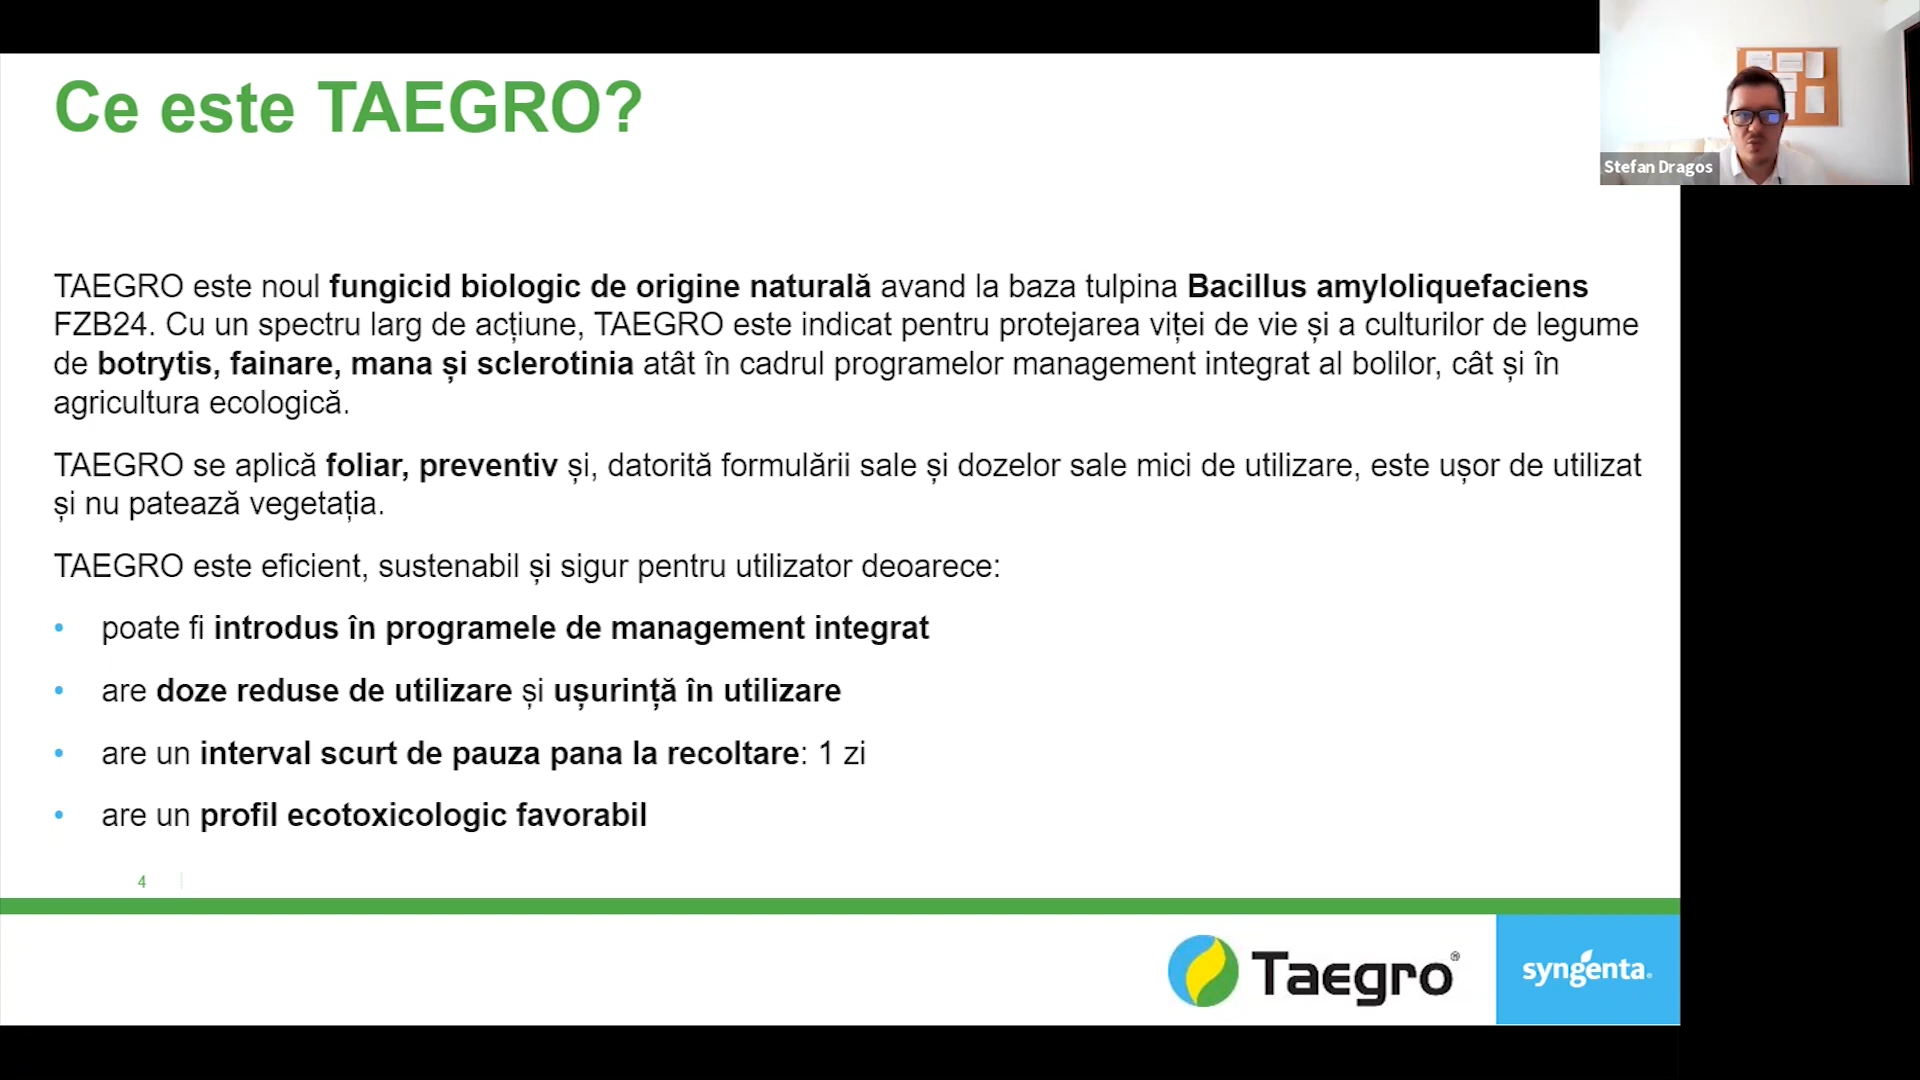 Ce este TAEGRO?
Stefan Dragos
TAEGRO este noul fungicid biologic de origine naturală avand la baza tulpina Bacillus amyloliquefaciens
FZB24. Cu un spectru larg de acțiune, TAEGRO este indicat pentru protejarea viței de vie și a culturilor de legume
de botrytis, fainare, mana și sclerotinia atât în cadrul programelor management integrat al bolilor, cât și în
agricultura ecologică.
TAEGRO se aplică foliar, preventiv și, datorită formulării sale și dozelor sale mici de utilizare, este ușor de utilizat
și nu patează vegetația.
TAEGRO este eficient, sustenabil și sigur pentru utilizator deoarece:
• poate fi introdus în programele de management integrat
• are doze reduse de utilizare și ușurință în utilizare
• are un interval scurt de pauza pana la recoltare: 1 zi
• are un profil ecotoxicologic favorabil
4
Taegro®
syngenta.